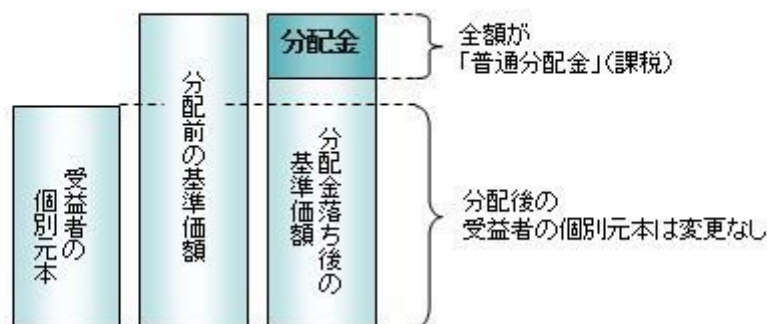 受益者の
個別元本
分配前の基準価額
分配金
分配金落ち後の
基準価額
全額が
「普通分配金」(課税)
分配後の
受益者の個別元本は変更なし